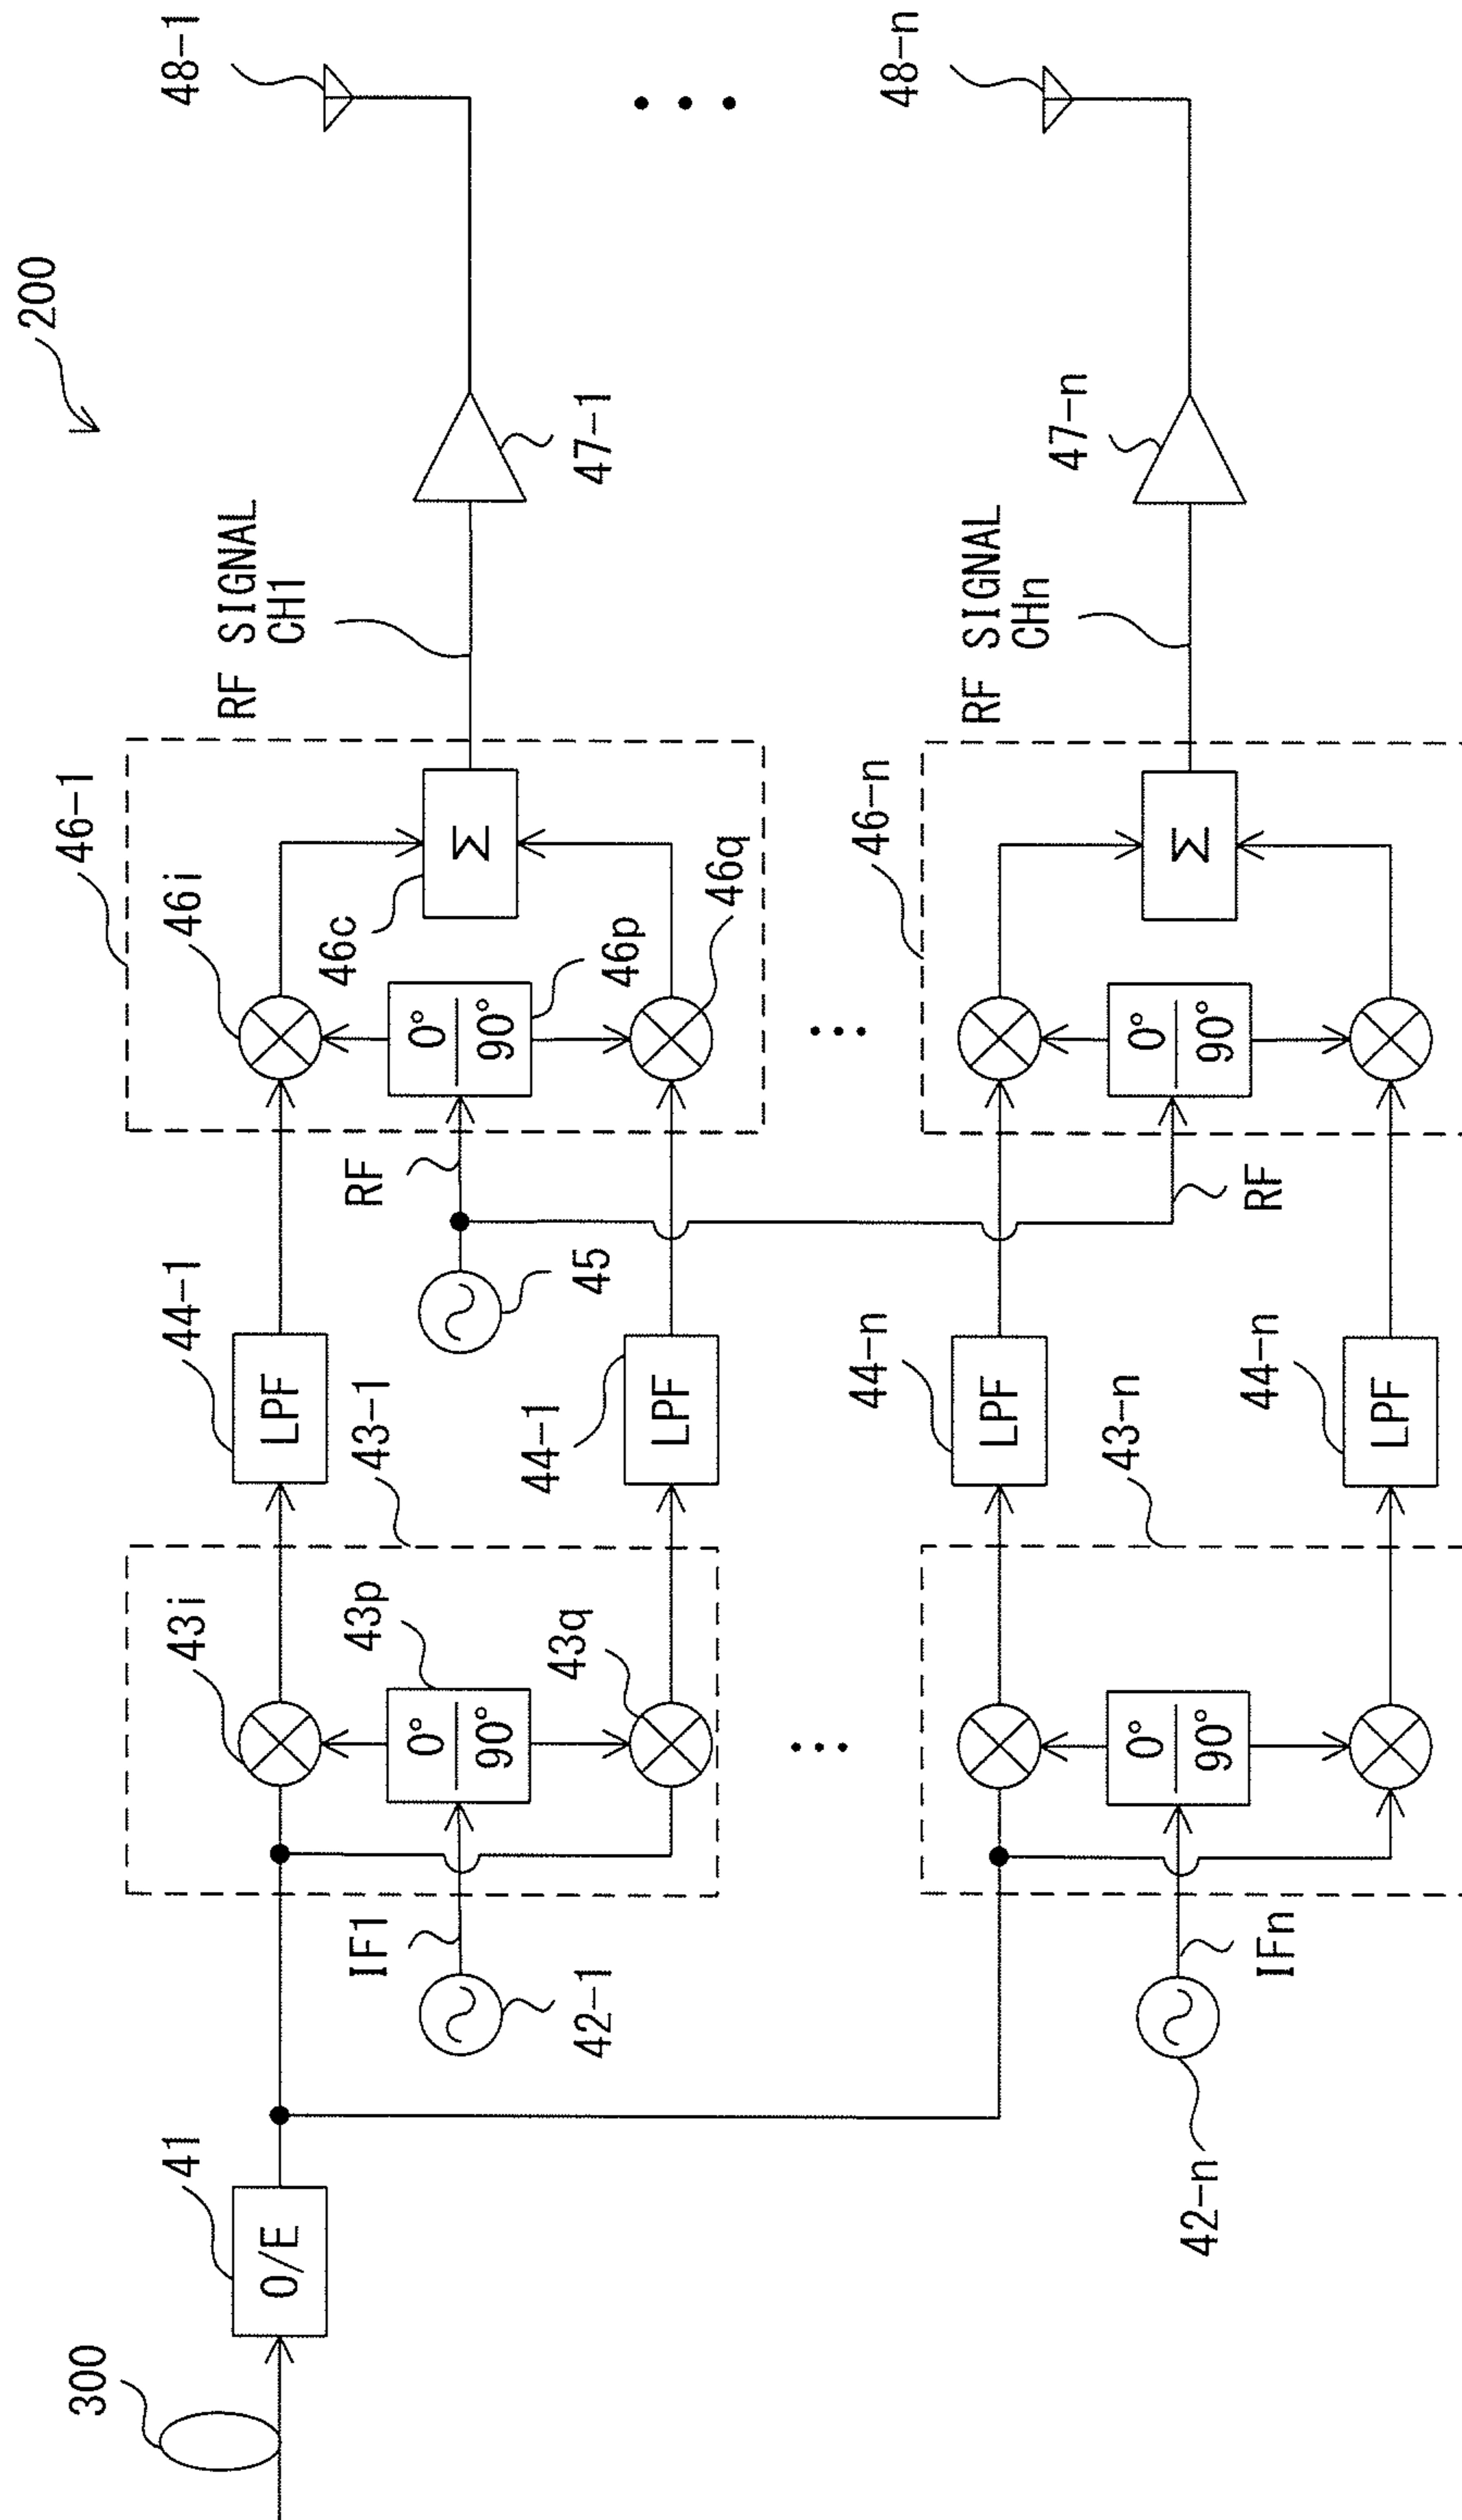 200
300
41
O/E
42-1
IF1
43-1
43i
43p
0°
90°
43q
44-1
LPF
44-1
LPF
45
RF
46-1
46i
46p
0°
90°
46q
46c
Σ
RF SIGNAL
CH1
47-1
48-1
42-n
IFn
43-n
0°
90°
44-n
LPF
44-n
LPF
RF
46-n
0°
90°
Σ
RF SIGNAL
CHn
47-n
48-n